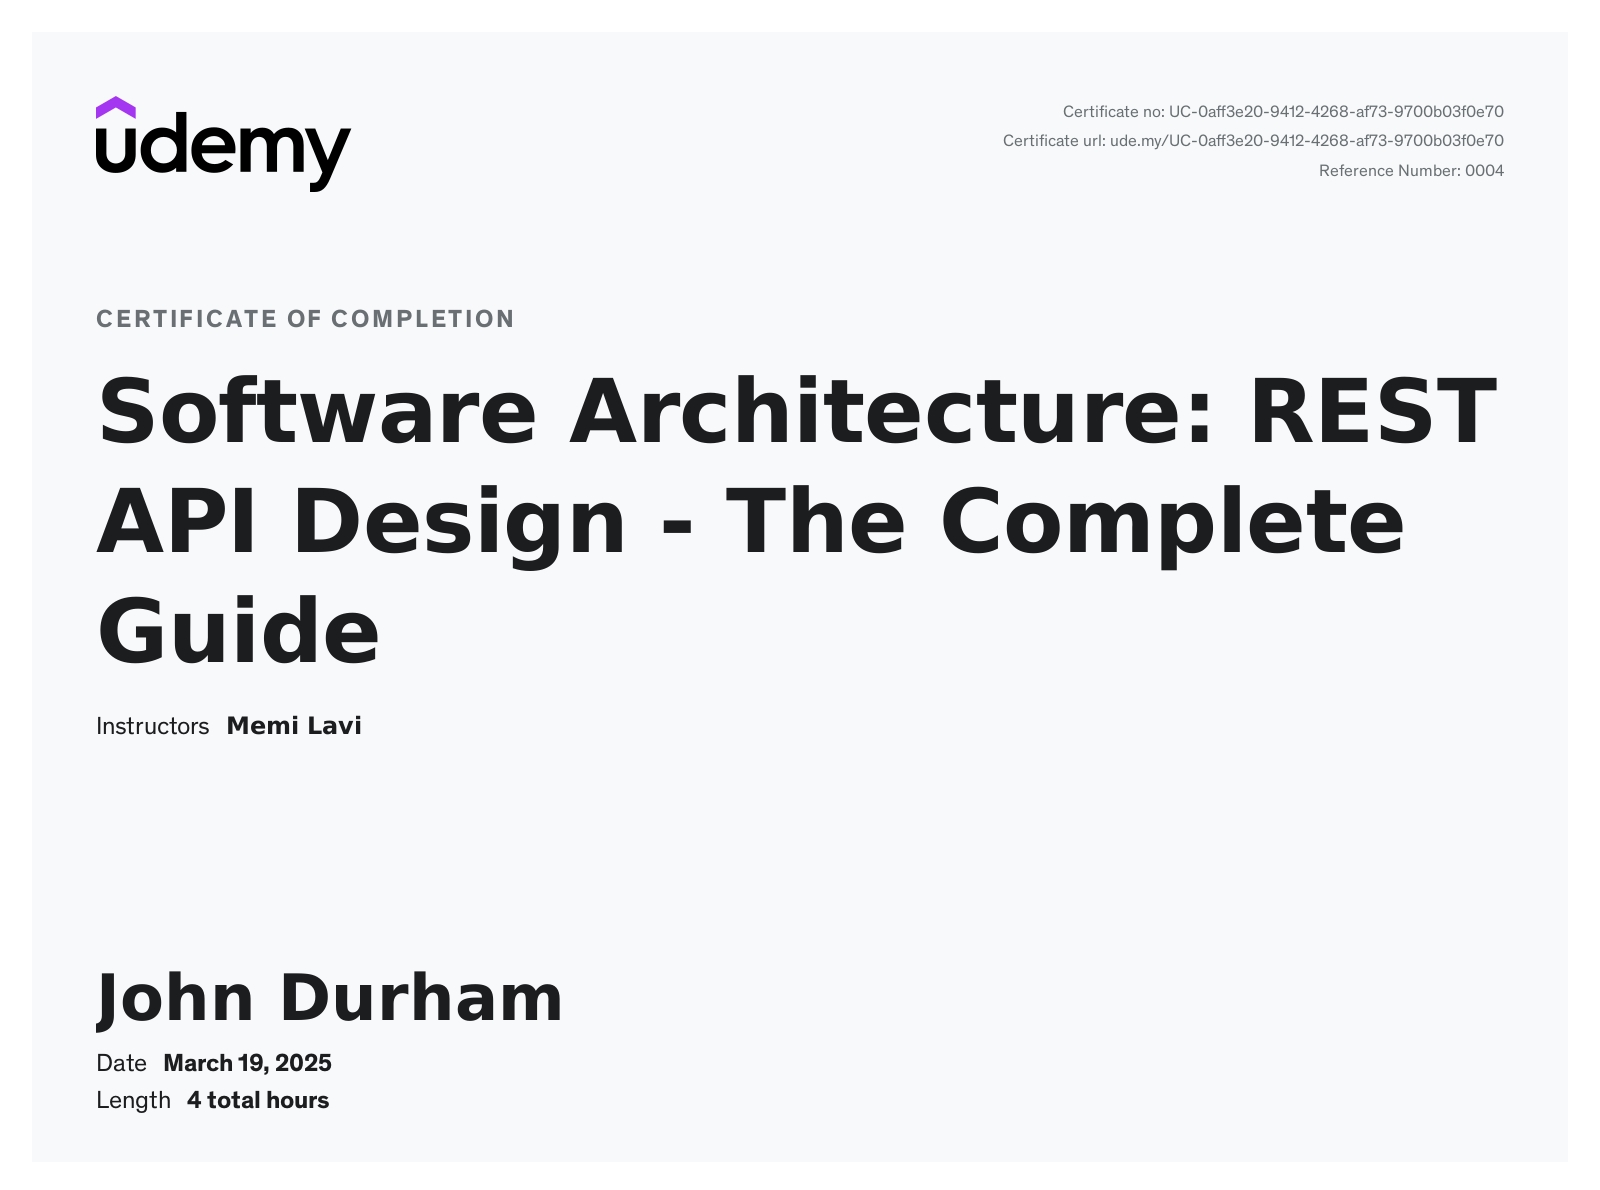 udemy
Certificate no: UC-0aff3e20-9412-4268-af73-9700b03f0e70
Certificate url: ude.my/UC-0aff3e20-9412-4268-af73-9700b03f0e70
Reference Number: 0004
CERTIFICATE OF COMPLETION
Software Architecture: REST
API Design - The Complete
Guide
Instructors Memi Lavi
John Durham
Date March 19, 2025
Length 4 total hours